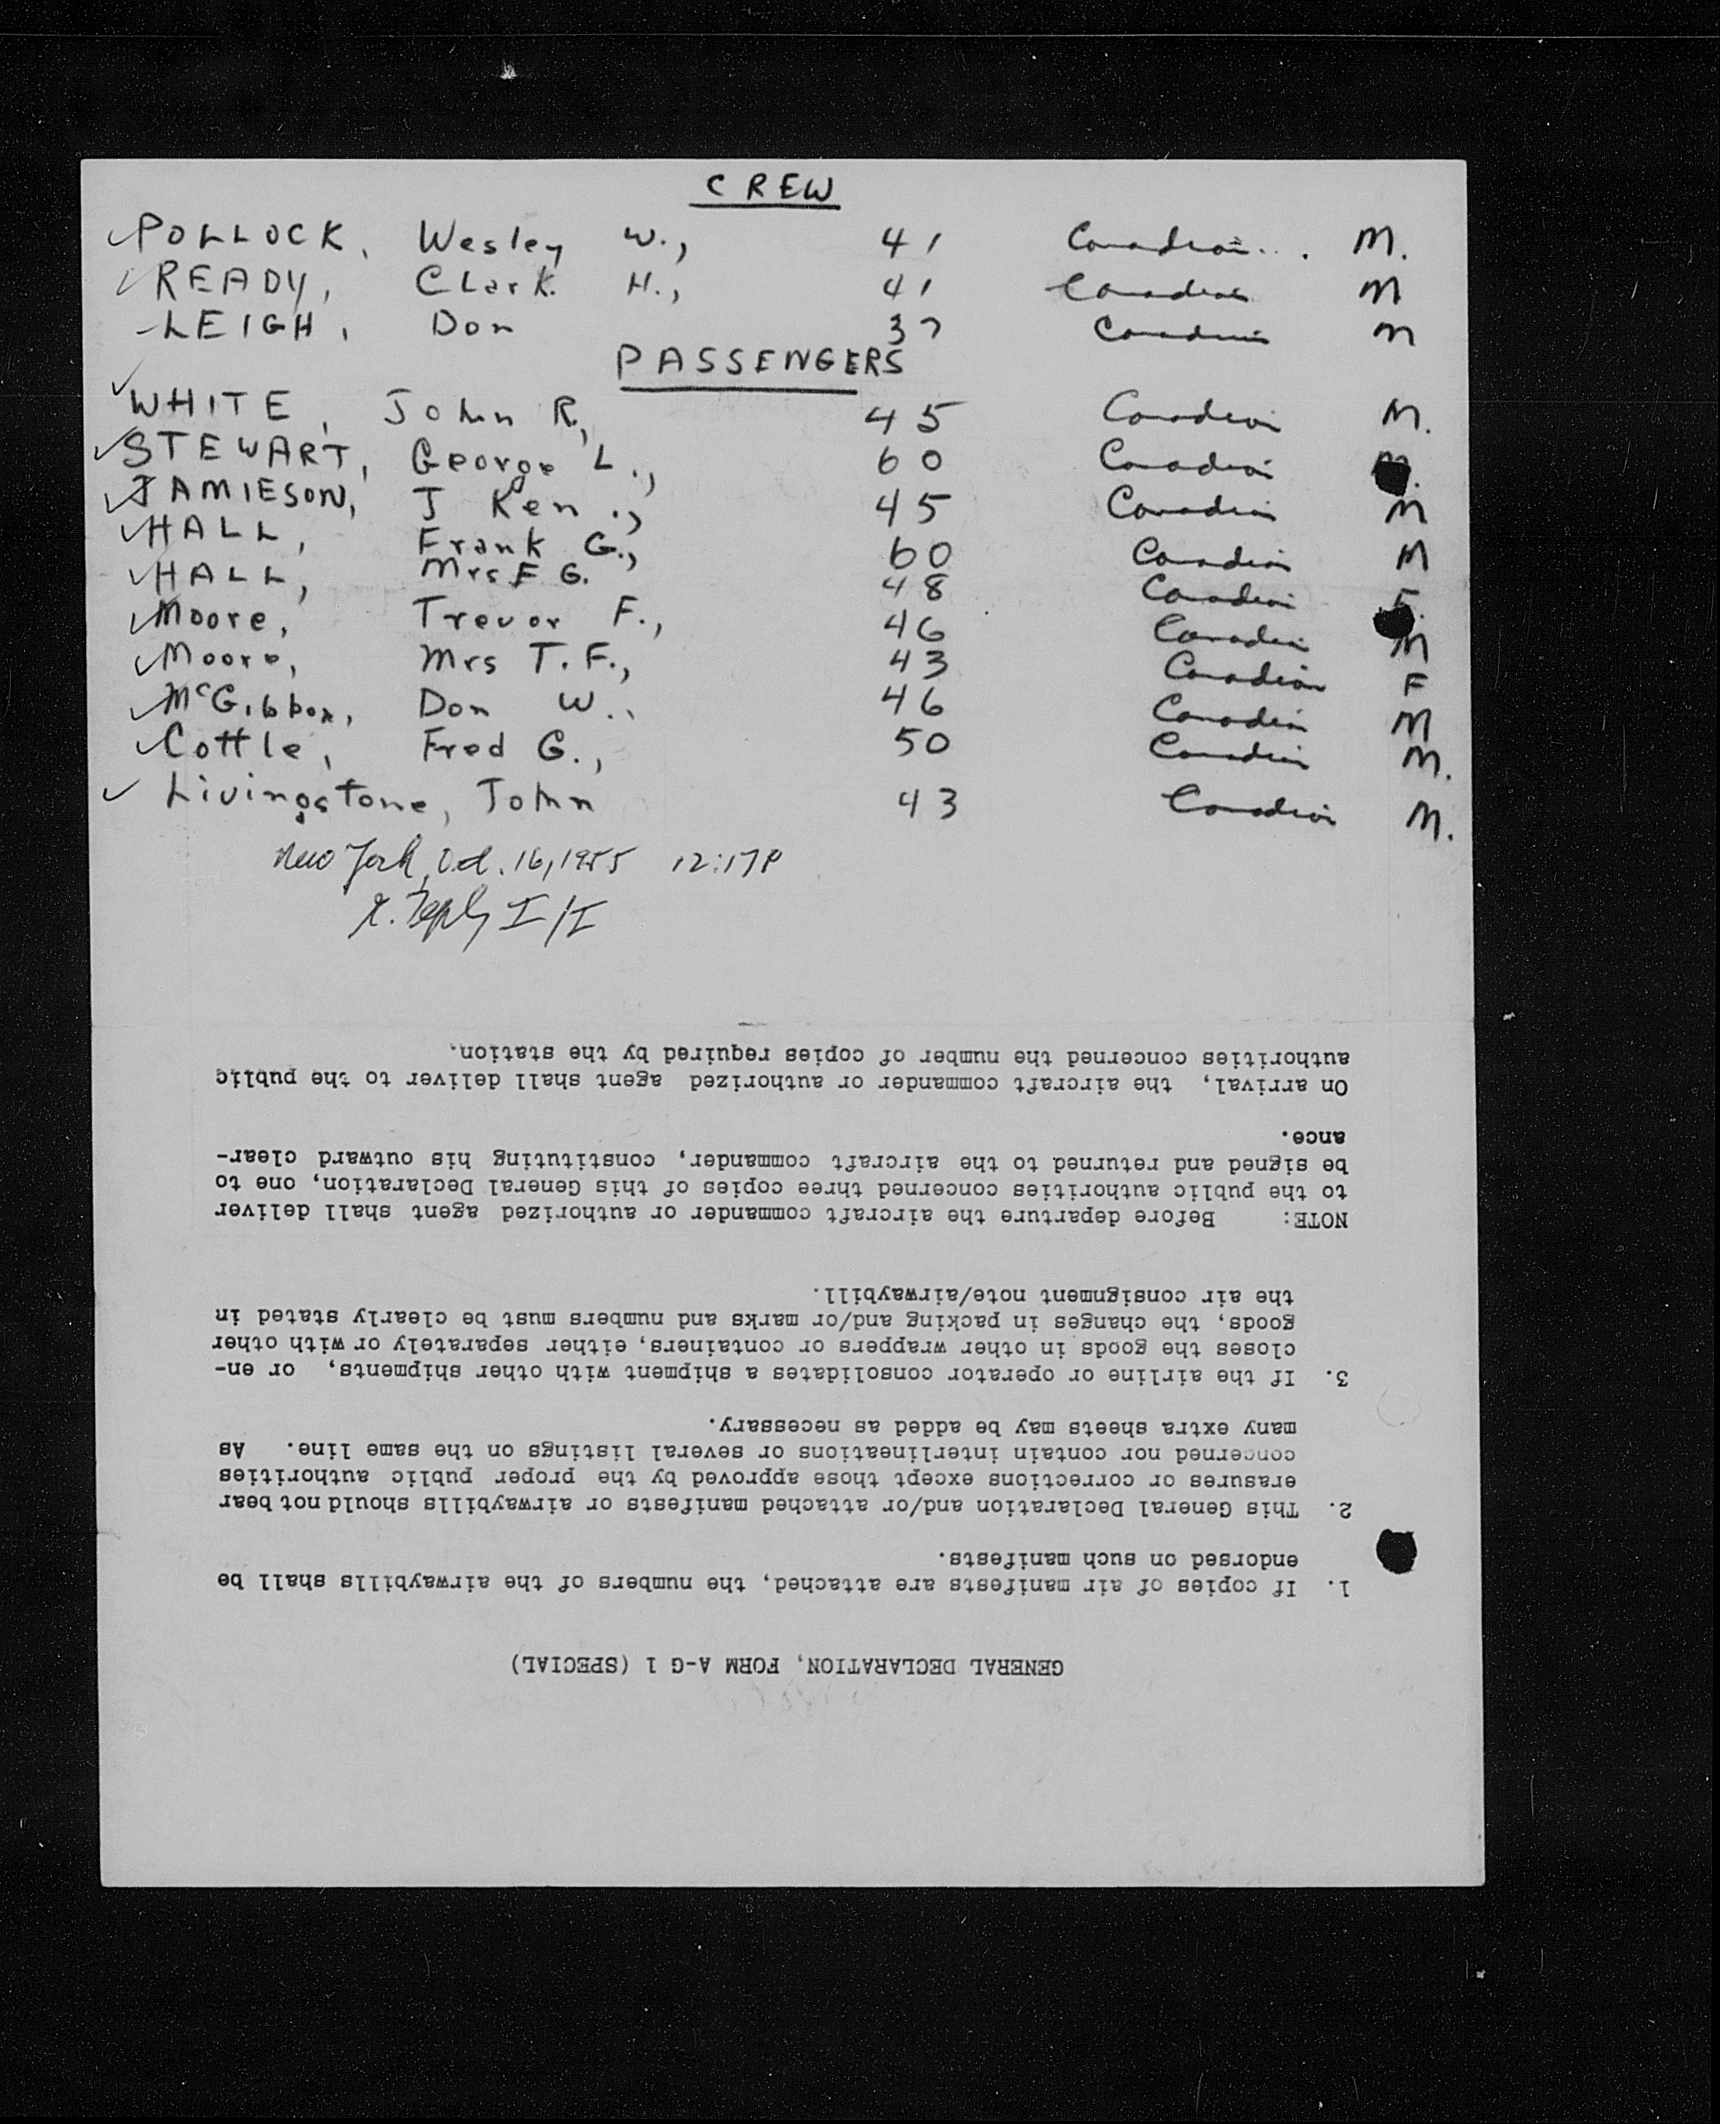 CREW
POLLOCK, Wesley W., 41 Canadian M.
READY, Clark H., 41 Canadian M
LEIGH, Don 37 Canadian M
PASSENGERS
WHITE, John R., 45 Canadian M.
STEWART, George L., 60 Canadian M.
JAMIESON, J Ken., 45 Canadian M
HALL, Frank G., 60 Canadian M
HALL, Mrs F G. 48 Canadian F.
Moore, Trevor F., 46 Canadian M
Moore, Mrs T. F., 43 Canadian F
McGibbon, Don W., 46 Canadian M
Cottle, Fred G., 50 Canadian M.
Livingstone, John 43 Canadian M.
New York, Oct. 16, 1955 12:17P
I/I
GENERAL DECLARATION, FORM A-G 1 (SPECIAL)
1. If copies of air manifests are attached, the numbers of the airwaybills shall be
endorsed on such manifests.
2. This General Declaration and/or attached manifests or airwaybills should not bear
erasures or corrections except those approved by the proper public authorities
concerned nor contain interlineations or several listings on the same line. As
many extra sheets may be added as necessary.
3. If the airline or operator consolidates a shipment with other shipments, or en-
closes the goods in other wrappers or containers, either separately or with other
goods, the changes in packing and/or marks and numbers must be clearly stated in
the air consignment note/airwaybill.
NOTE: Before departure the aircraft commander or authorized agent shall deliver
to the public authorities concerned three copies of this General Declaration, one to
be signed and returned to the aircraft commander, constituting his outward clear-
ance.
On arrival, the aircraft commander or authorized agent shall deliver to the public
authorities concerned the number of copies required by the station.